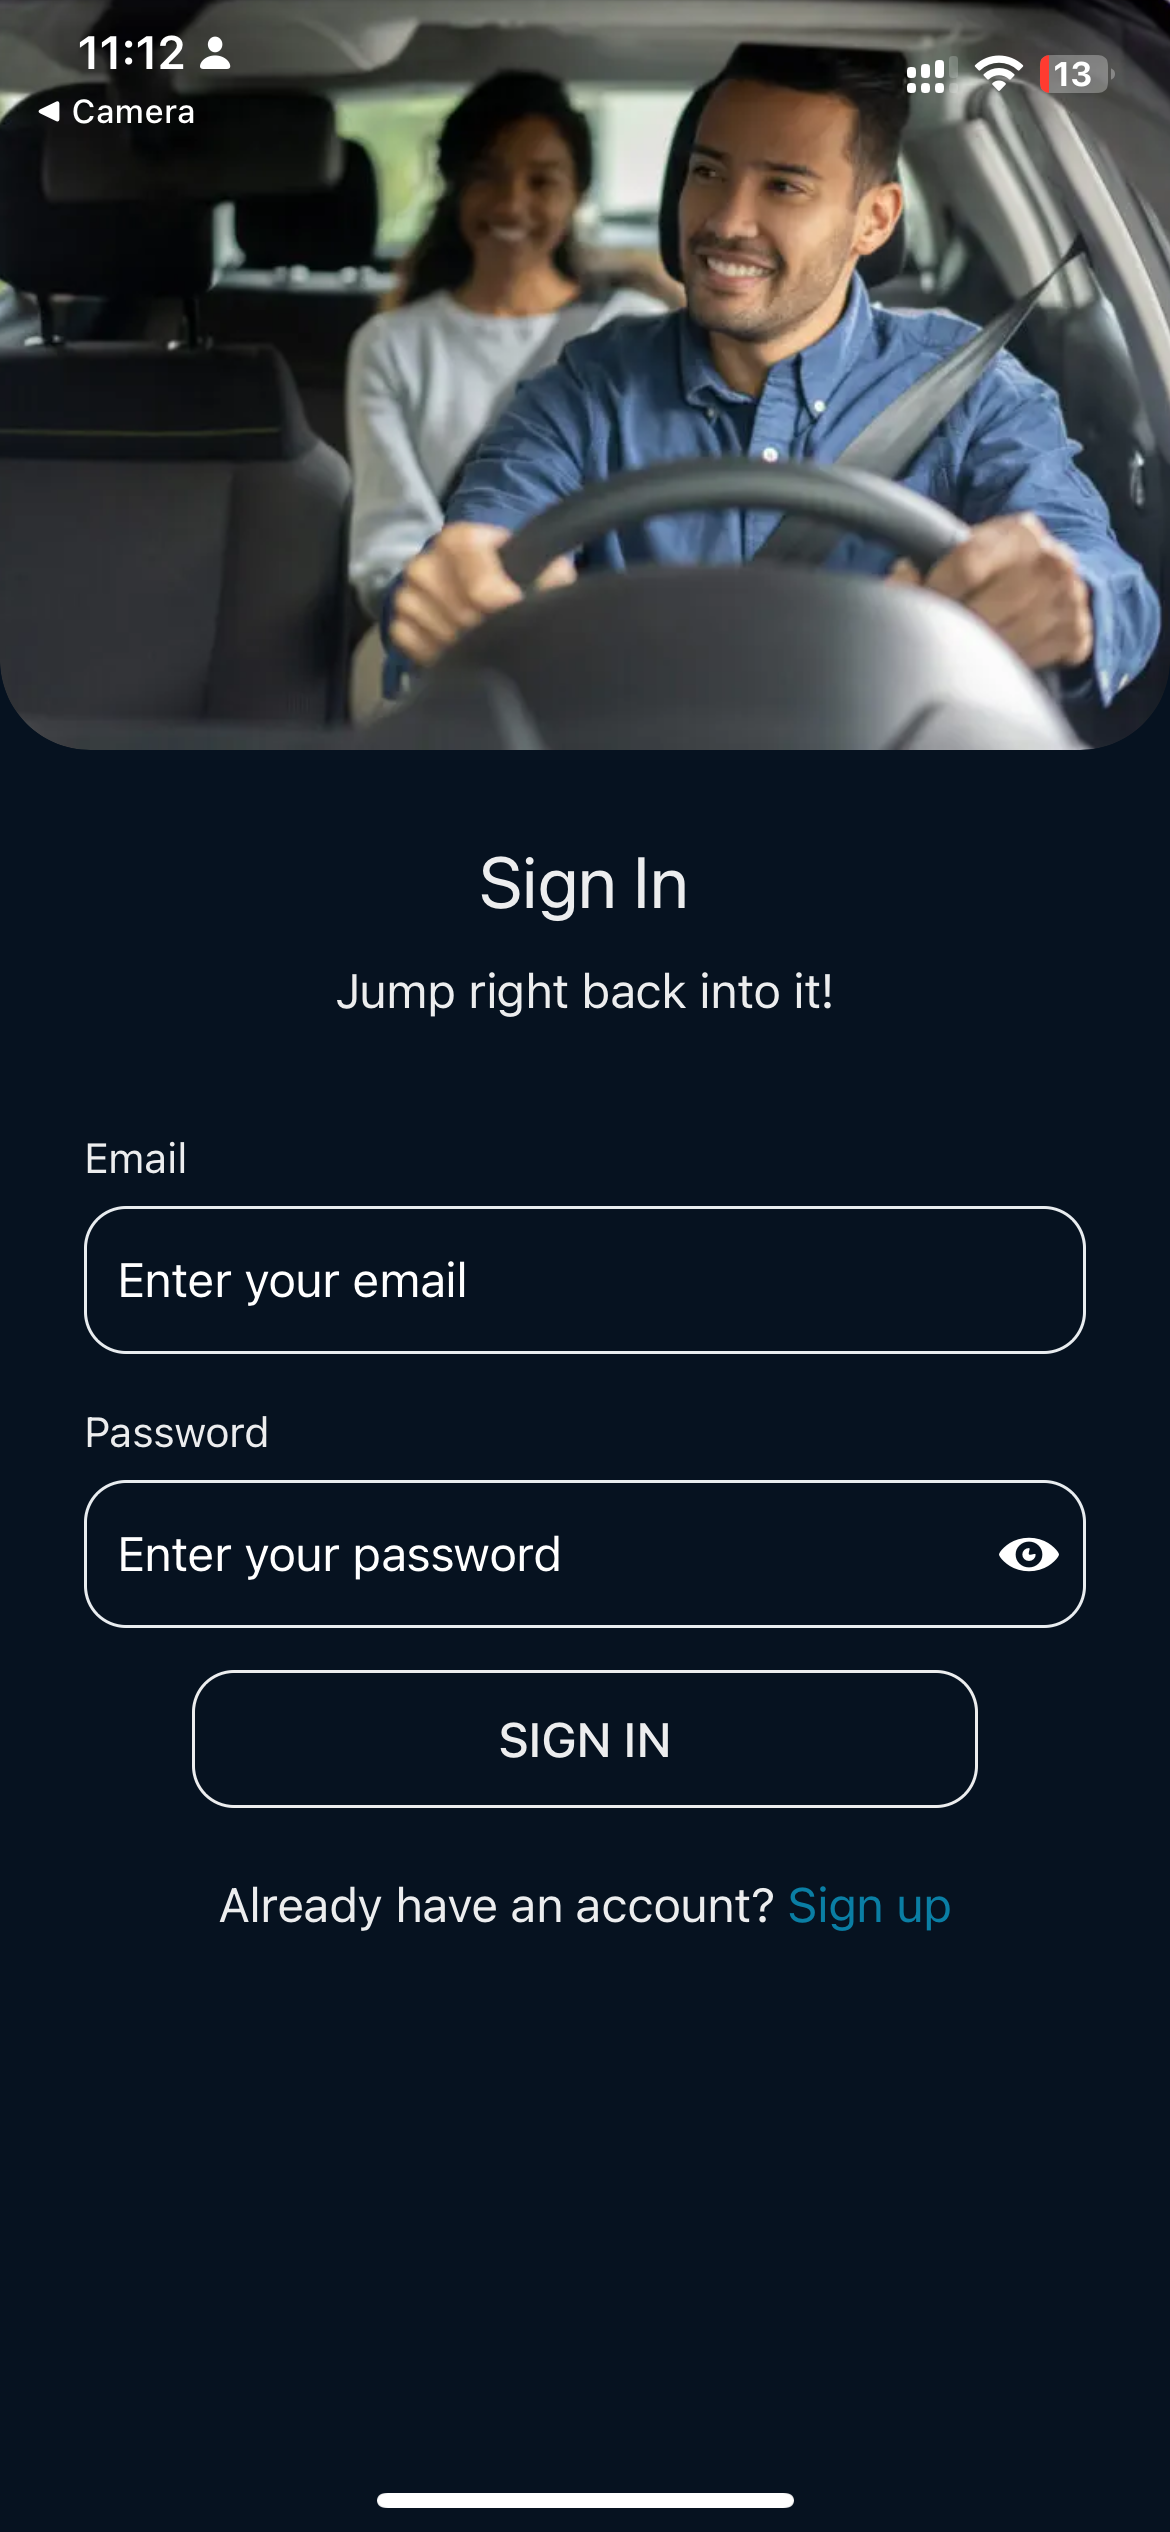 11:12
13
Camera
Sign In
Jump right back into it!
Email
Enter your email
Password
Enter your password
SIGN IN
Already have an account? Sign up